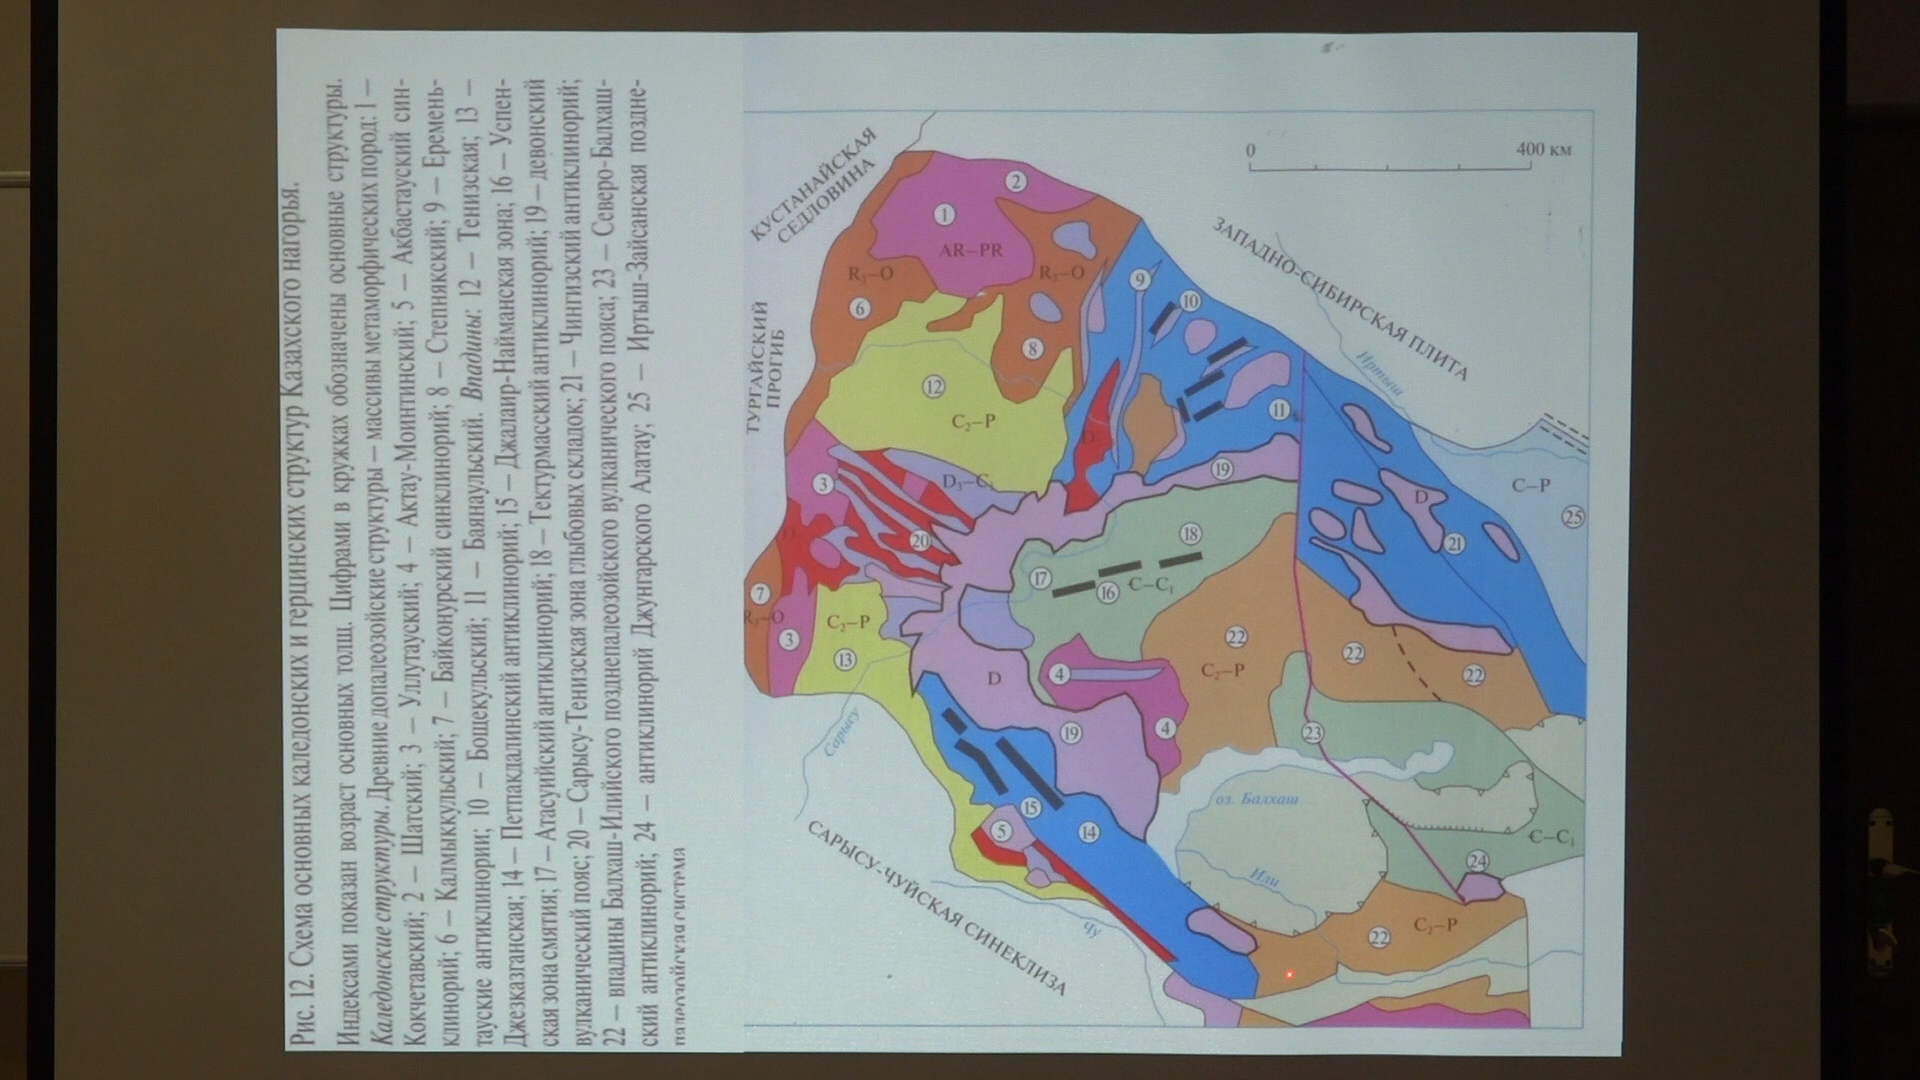 Рис. 12. Схема основных каледонских и герцинских структур Казахского нагорья.
Индексами показан возраст основных толщ. Цифрами в кружках обозначены основные структуры.
Каледонские структуры. Древние допалеозойские структуры — массивы метаморфических пород: 1 —
Кокчетавский; 2 — Шатский; 3 — Уллутауский; 4 — Актау-Моинтинский; 5 — Акбастауский син-
клинорий; 6 — Калмыккульский; 7 — Байконурский синклинорий; 8 — Степнякский; 9 — Еремень-
тауские антиклинории; 10 — Бощекульский; 11 — Баянаульский. Впадины: 12 — Тенизская; 13 —
Джезказганская; 14 — Петпакдалинский антиклинорий; 15 — Джалаир-Найманская зона; 16 — Успен-
ская зона смятия; 17 — Атасуйский антиклинорий; 18 — Тектурмасский антиклинорий; 19 — девонский
вулканический пояс; 20 — Сарысу-Тенизская зона глыбовых складок; 21 — Чингизский антиклинорий;
22 — впадины Балхаш-Илийского позднепалеозойского вулканического пояса; 23 — Северо-Балхаш-
ский антиклинорий; 24 — антиклинорий Джунгарского Алатау; 25 — Иртыш-Зайсанская поздне-
палеозойская система
КУСТАНАЙСКАЯ
СЕДЛОВИНА
0 400 км
ЗАПАДНО-СИБИРСКАЯ ПЛИТА
ТУРГАЙСКИЙ
ПРОГИБ
Иртыш
2
1
AR–PR
R₃–O
R₃–O
9
6
10
8
12
11
C₂–P
D
19
3
D₃–C₁
D
C–P
25
18
D
20
21
17
16
Є–C₁
7
R₃–O
3
C₂–P
13
22
C₂–P
22
22
D
4
4
19
23
Сарысу
15
14
5
оз. Балхаш
Є–C₁
24
Или
САРЫСУ-ЧУЙСКАЯ СИНЕКЛИЗА
Чу
22
C₂–P